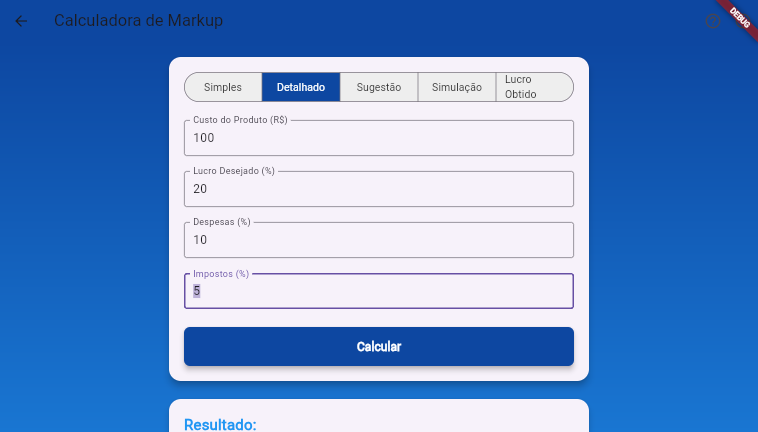 Calculadora de Markup
DEBUG
Simples
Detalhado
Sugestão
Simulação
Lucro
Obtido
Custo do Produto (R$)
100
Lucro Desejado (%)
20
Despesas (%)
10
Impostos (%)
5
Calcular
Resultado: